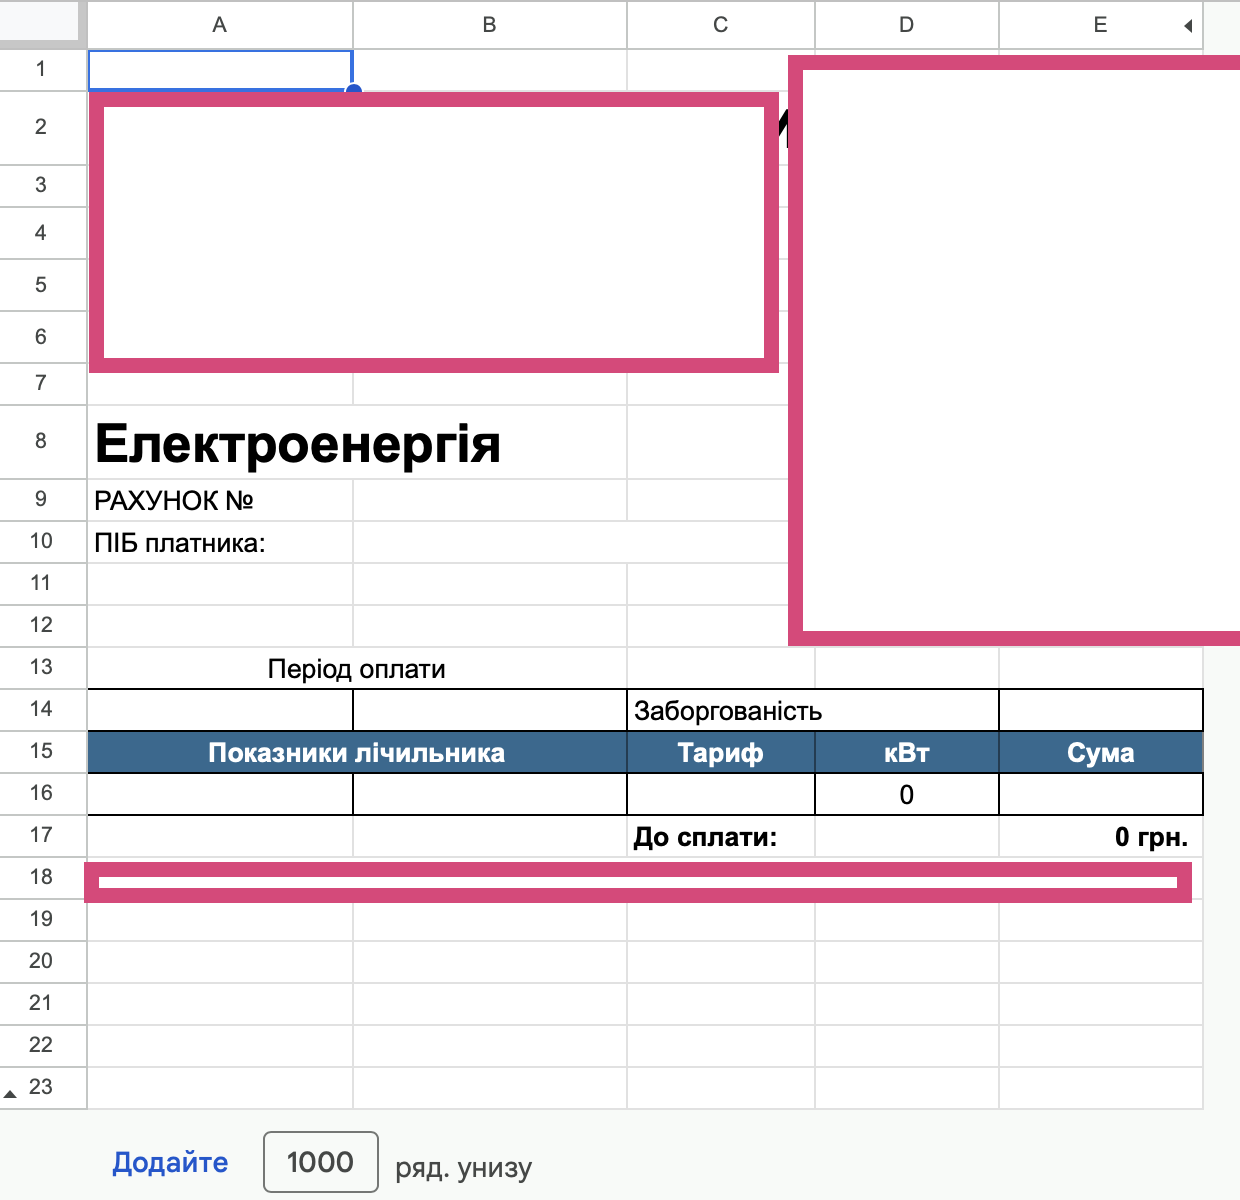 A B C D E
1
2
3
4
5
6
7
8 Електроенергія
9 РАХУНОК №
10 ПІБ платника:
11
12
13 Період оплати
14 Заборгованість
15 Показники лічильника Тариф кВт Сума
16 0
17 До сплати: 0 грн.
18
19
20
21
22
23
Додайте 1000 ряд. унизу